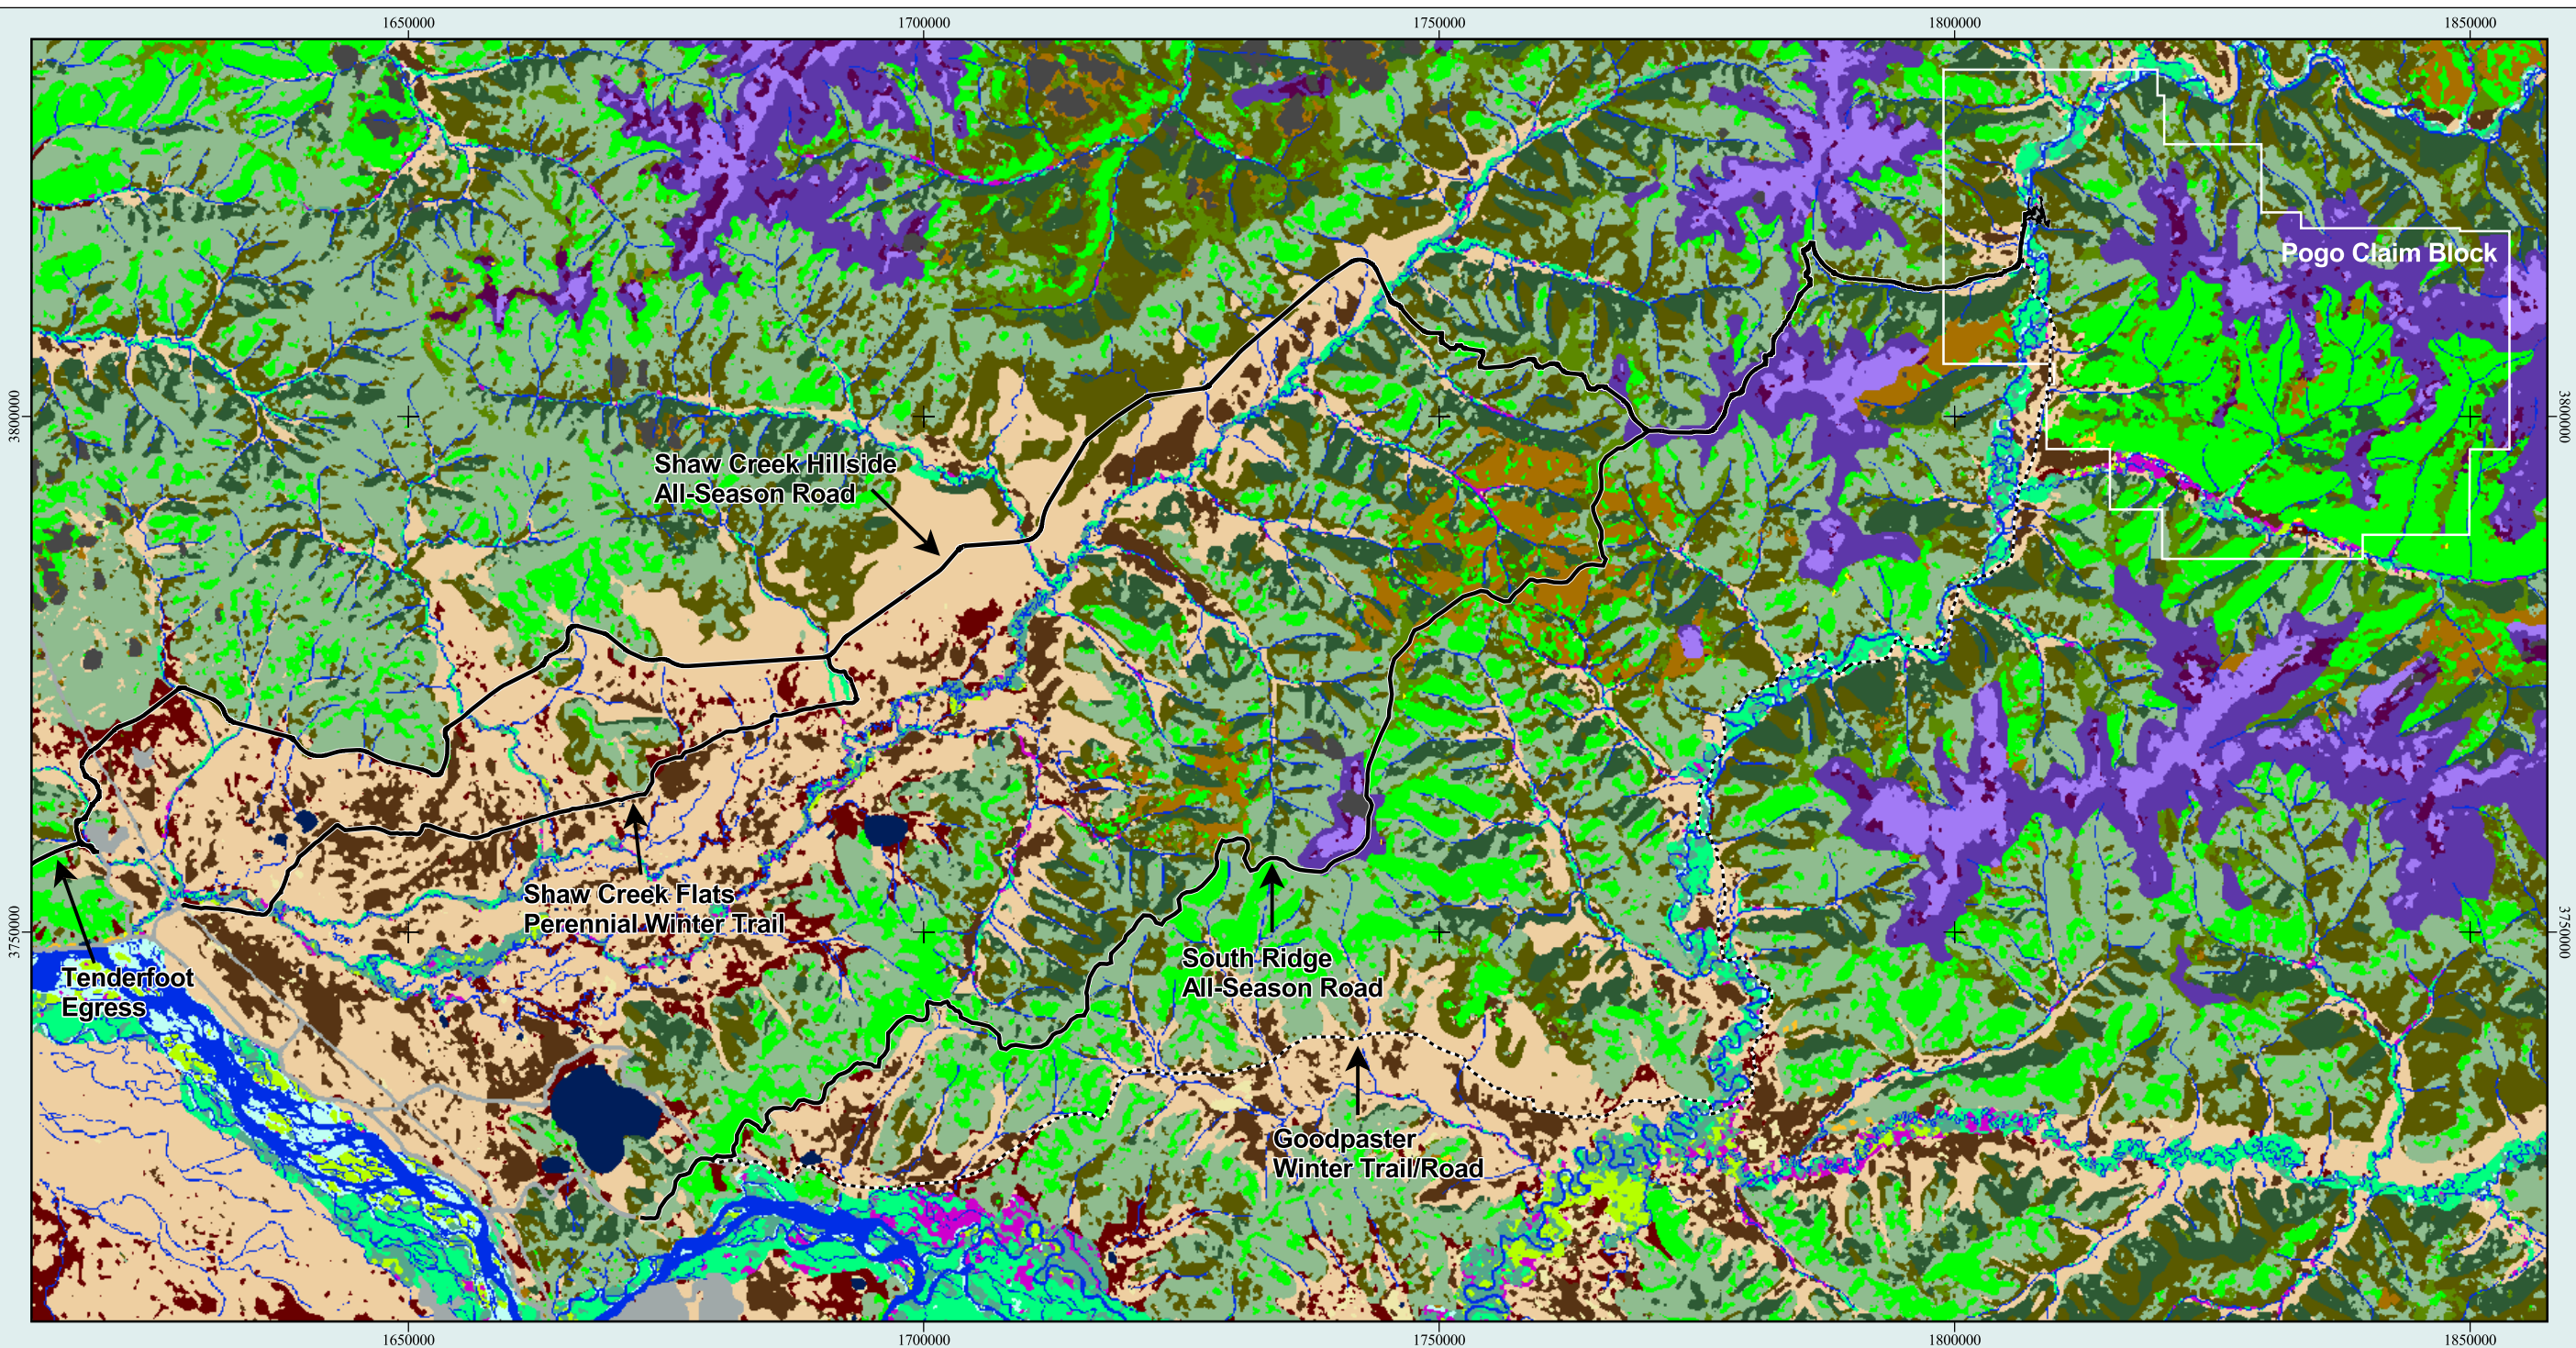 1650000 1700000 1750000 1800000 1850000
Pogo Claim Block
3800000 3800000
Shaw Creek Hillside
All-Season Road
Shaw Creek Flats
Perennial Winter Trail
3750000 3750000
Tenderfoot
Egress
South Ridge
All-Season Road
Goodpaster
Winter Trail/Road
1650000 1700000 1750000 1800000 1850000